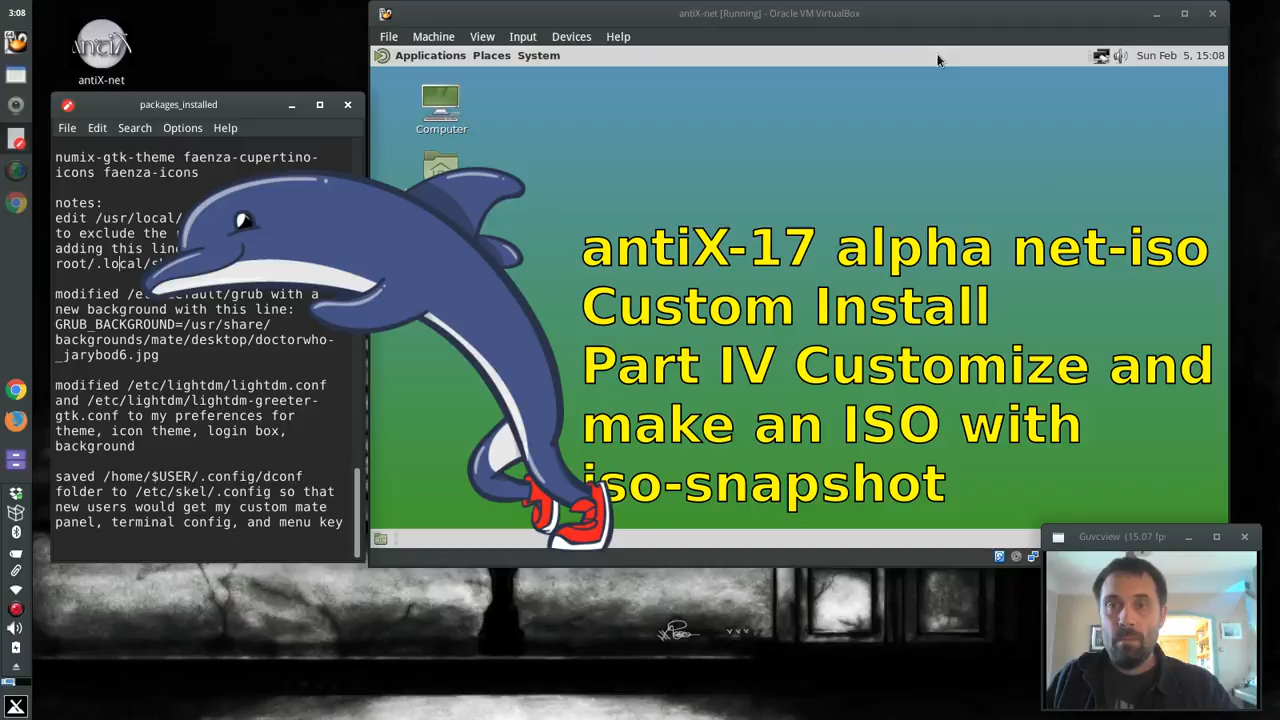 3:08
antiX
antiX-net
antiX-net [Running] - Oracle VM VirtualBox
File Machine View Input Devices Help
Applications Places System
Sun Feb 5, 15:08
Computer
packages_installed
File Edit Search Options Help
numix-gtk-theme faenza-cupertino-
icons faenza-icons
notes:
edit /usr/local/
to exclude the
adding this line
root/.local/s
modified /etc/default/grub with a
new background with this line:
GRUB_BACKGROUND=/usr/share/
backgrounds/mate/desktop/doctorwho-
_jarybod6.jpg
modified /etc/lightdm/lightdm.conf
and /etc/lightdm/lightdm-greeter-
gtk.conf to my preferences for
theme, icon theme, login box,
background
saved /home/$USER/.config/dconf
folder to /etc/skel/.config so that
new users would get my custom mate
panel, terminal config, and menu key
antiX-17 alpha net-iso
Custom Install
Part IV Customize and
make an ISO with
iso-snapshot
Guvcview (15.07 fp: